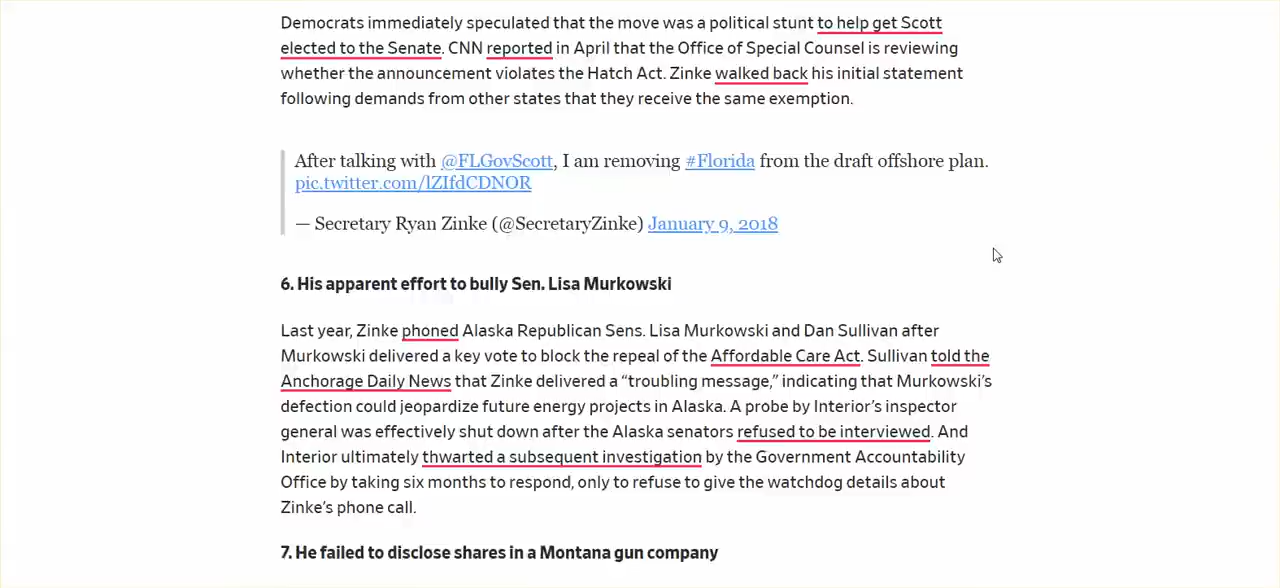 Democrats immediately speculated that the move was a political stunt to help get Scott
elected to the Senate. CNN reported in April that the Office of Special Counsel is reviewing
whether the announcement violates the Hatch Act. Zinke walked back his initial statement
following demands from other states that they receive the same exemption.
After talking with @FLGovScott, I am removing #Florida from the draft offshore plan.
pic.twitter.com/lZIfdCDNOR
— Secretary Ryan Zinke (@SecretaryZinke) January 9, 2018
6. His apparent effort to bully Sen. Lisa Murkowski
Last year, Zinke phoned Alaska Republican Sens. Lisa Murkowski and Dan Sullivan after
Murkowski delivered a key vote to block the repeal of the Affordable Care Act. Sullivan told the
Anchorage Daily News that Zinke delivered a “troubling message,” indicating that Murkowski’s
defection could jeopardize future energy projects in Alaska. A probe by Interior’s inspector
general was effectively shut down after the Alaska senators refused to be interviewed. And
Interior ultimately thwarted a subsequent investigation by the Government Accountability
Office by taking six months to respond, only to refuse to give the watchdog details about
Zinke’s phone call.
7. He failed to disclose shares in a Montana gun company